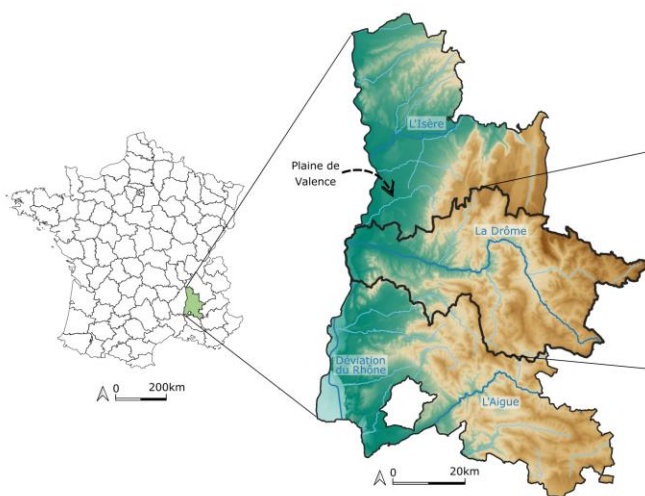 L'Isère
Plaine de
Valence
La Drôme
Déviation
du Rhône
L'Aigue
0 200km
0 20km